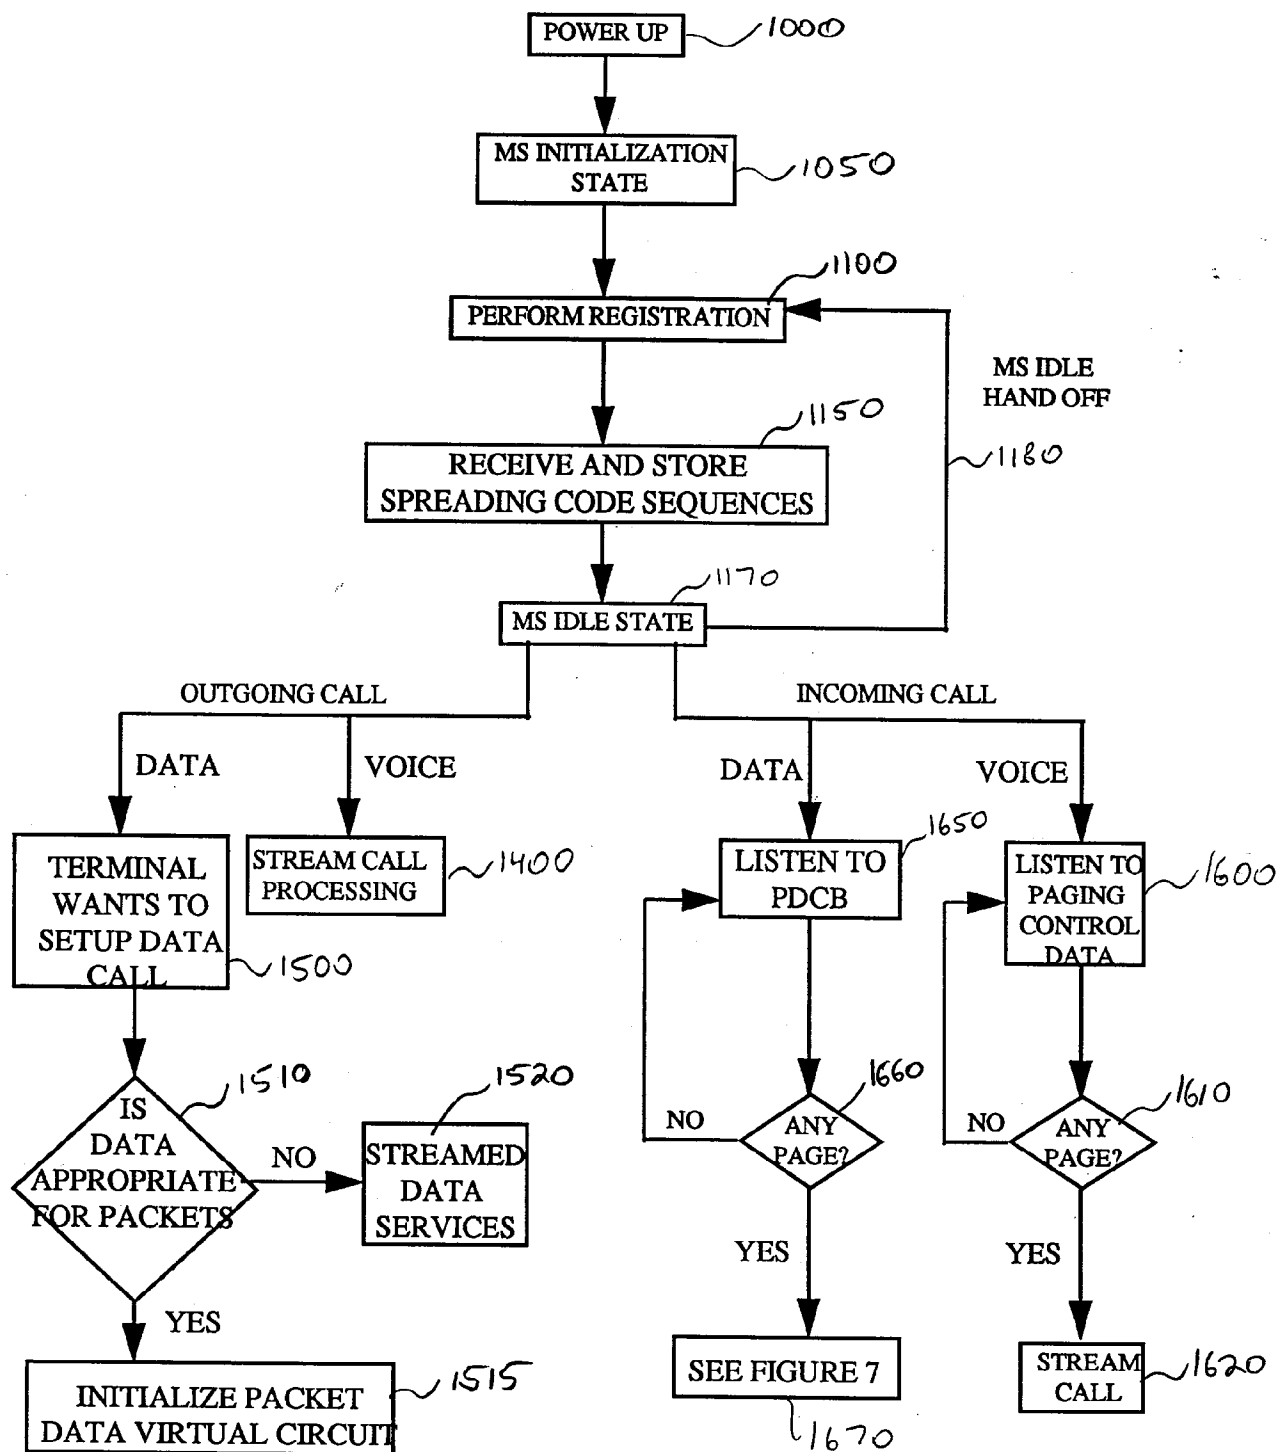 POWER UP
1000
MS INITIALIZATION
STATE
1050
1100
PERFORM REGISTRATION
MS IDLE
HAND OFF
1150
RECEIVE AND STORE
SPREADING CODE SEQUENCES
1180
1170
MS IDLE STATE
OUTGOING CALL
INCOMING CALL
DATA
VOICE
DATA
VOICE
TERMINAL
WANTS TO
SETUP DATA
CALL
1500
STREAM CALL
PROCESSING
1400
LISTEN TO
PDCB
1650
LISTEN TO
PAGING
CONTROL
DATA
1600
IS
DATA
APPROPRIATE
FOR PACKETS
1510
NO
1520
STREAMED
DATA
SERVICES
1660
NO
ANY
PAGE?
1610
NO
ANY
PAGE?
YES
YES
YES
INITIALIZE PACKET
DATA VIRTUAL CIRCUIT
1515
SEE FIGURE 7
1670
STREAM
CALL
1620